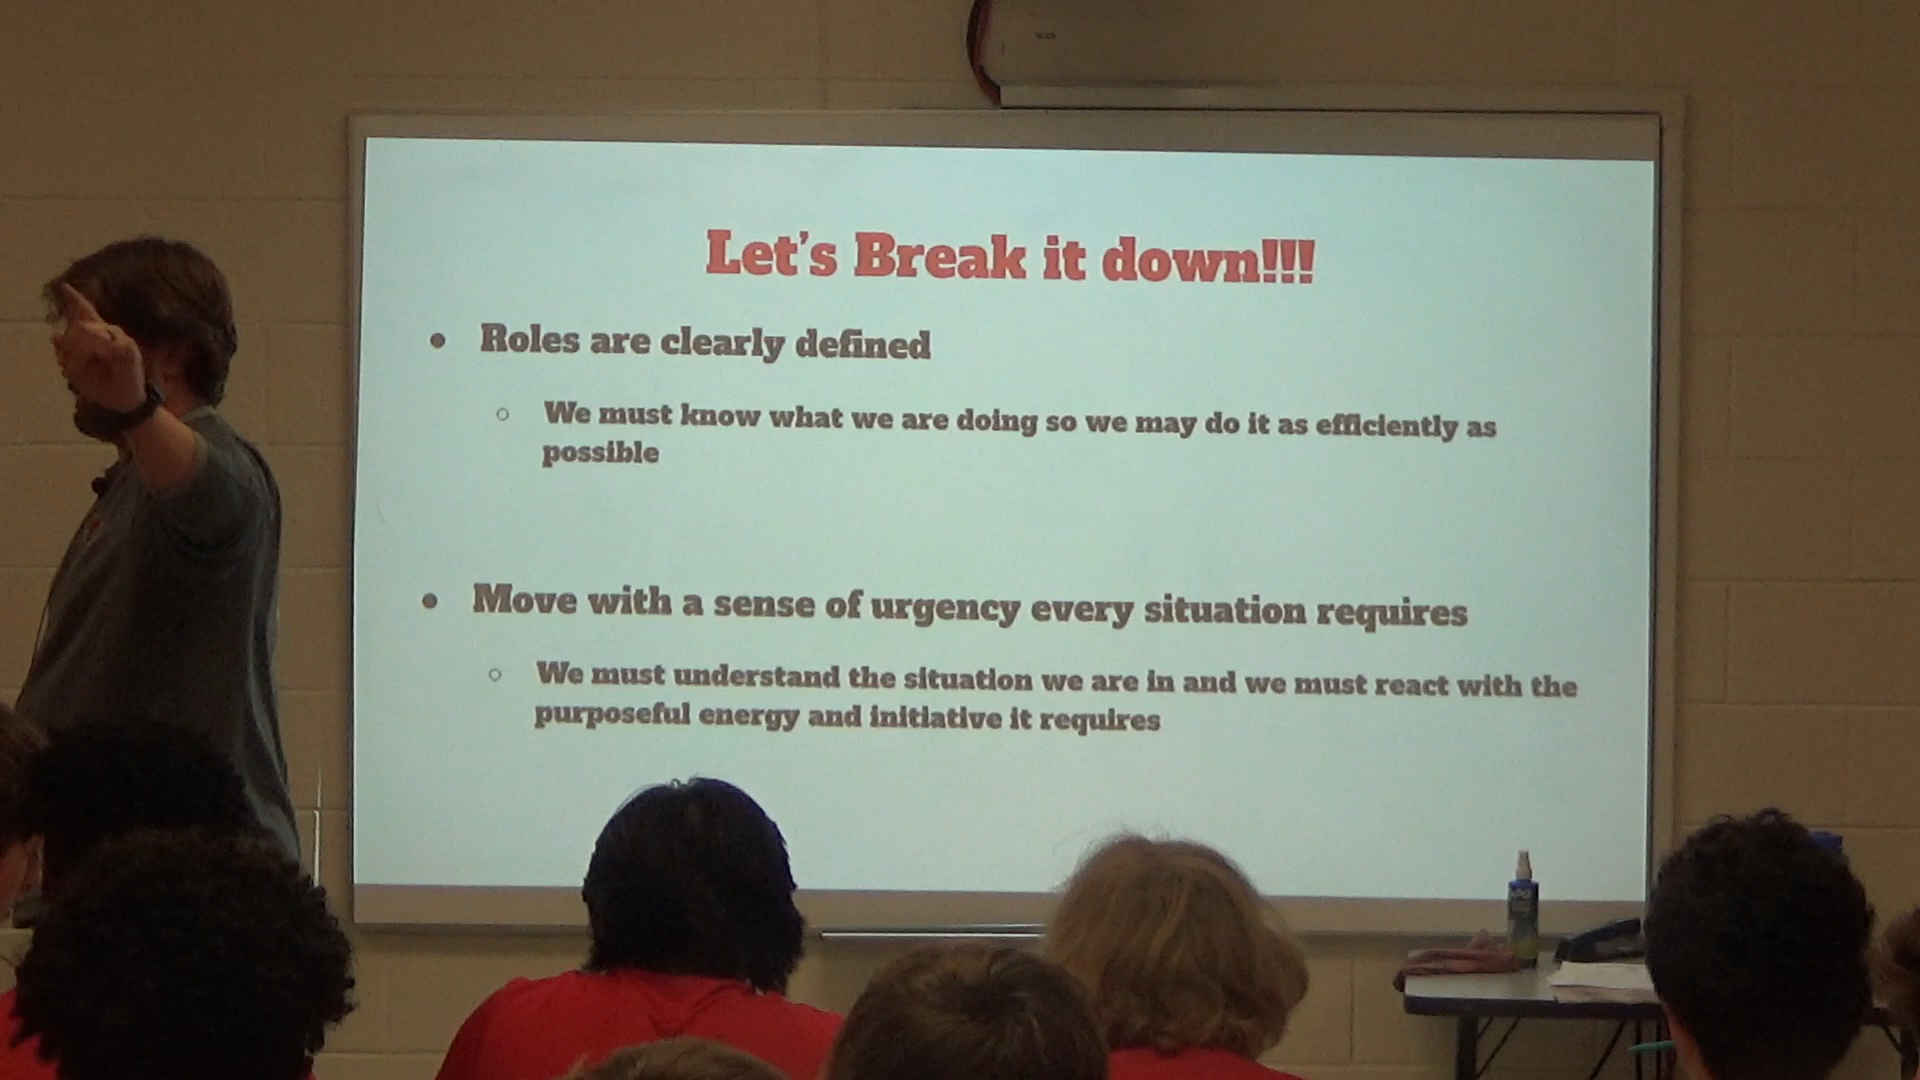 Let's Break it down!!!
• Roles are clearly defined
○ We must know what we are doing so we may do it as efficiently as
possible
• Move with a sense of urgency every situation requires
○ We must understand the situation we are in and we must react with the
purposeful energy and initiative it requires